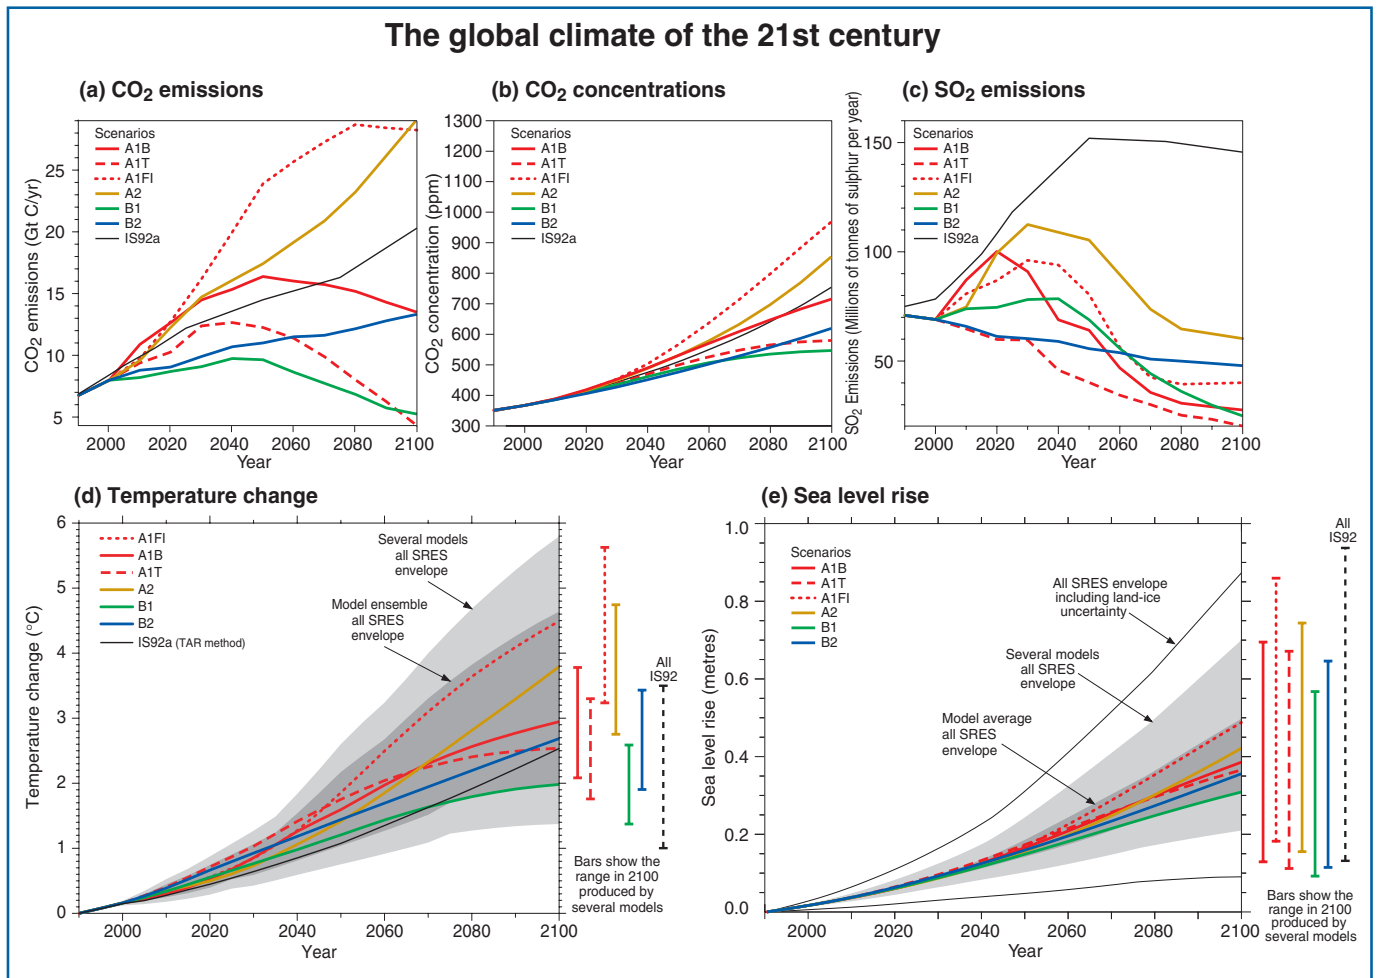 The global climate of the 21st century
(a) CO2 emissions
CO2 emissions (Gt C/yr)
25
20
15
10
5
Scenarios
A1B
A1T
A1FI
A2
B1
B2
IS92a
2000 2020 2040 2060 2080 2100
Year
(b) CO2 concentrations
CO2 concentration (ppm)
1300
1200
1100
1000
900
800
700
600
500
400
300
Scenarios
A1B
A1T
A1FI
A2
B1
B2
IS92a
2000 2020 2040 2060 2080 2100
Year
(c) SO2 emissions
SO2 Emissions (Millions of tonnes of sulphur per year)
150
100
50
Scenarios
A1B
A1T
A1FI
A2
B1
B2
IS92a
2000 2020 2040 2060 2080 2100
Year
(d) Temperature change
Temperature change (°C)
6
5
4
3
2
1
0
A1FI
A1B
A1T
A2
B1
B2
IS92a (TAR method)
Several models
all SRES
envelope
Model ensemble
all SRES
envelope
All
IS92
Bars show the
range in 2100
produced by
several models
2000 2020 2040 2060 2080 2100
Year
(e) Sea level rise
Sea level rise (metres)
1.0
0.8
0.6
0.4
0.2
0.0
Scenarios
A1B
A1T
A1FI
A2
B1
B2
All SRES envelope
including land-ice
uncertainty
Several models
all SRES
envelope
Model average
all SRES
envelope
All
IS92
Bars show the
range in 2100
produced by
several models
2000 2020 2040 2060 2080 2100
Year